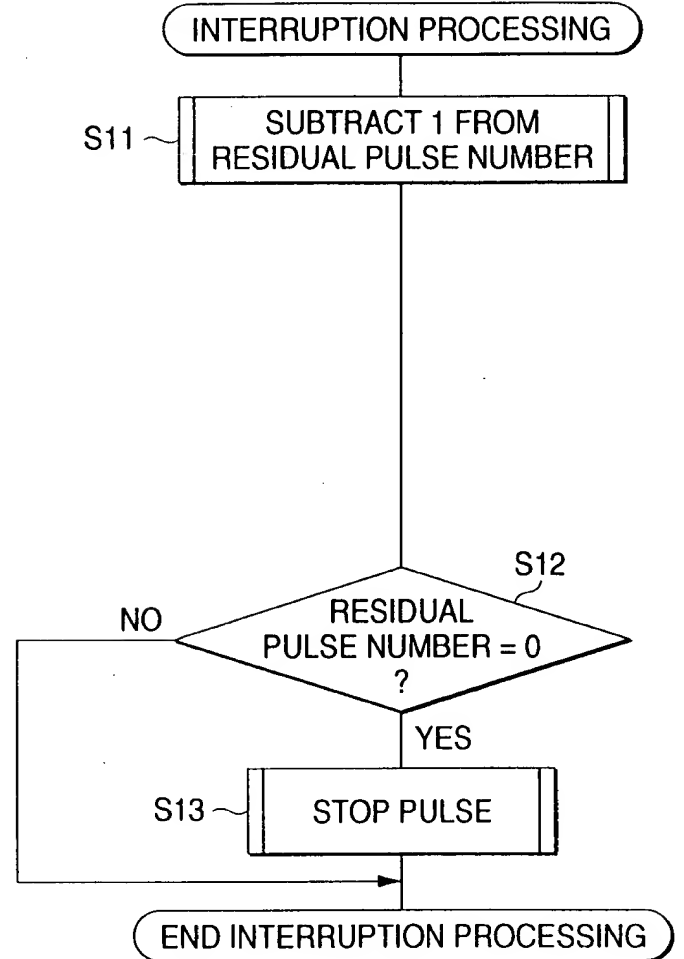 INTERRUPTION PROCESSING
S11
SUBTRACT 1 FROM
RESIDUAL PULSE NUMBER
S12
NO
RESIDUAL
PULSE NUMBER = 0
?
YES
S13
STOP PULSE
END INTERRUPTION PROCESSING